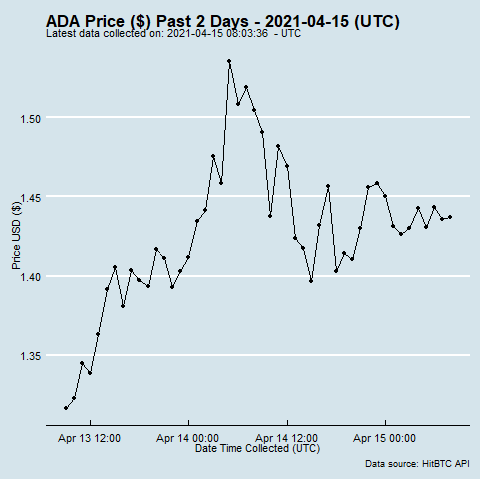 ADA Price ($) Past 2 Days - 2021-04-15 (UTC)
Latest data collected on: 2021-04-15 08:03:36  - UTC
Price USD ($)
1.50
1.45
1.40
1.35
Apr 13 12:00
Apr 14 00:00
Apr 14 12:00
Apr 15 00:00
Date Time Collected (UTC)
Data source: HitBTC API